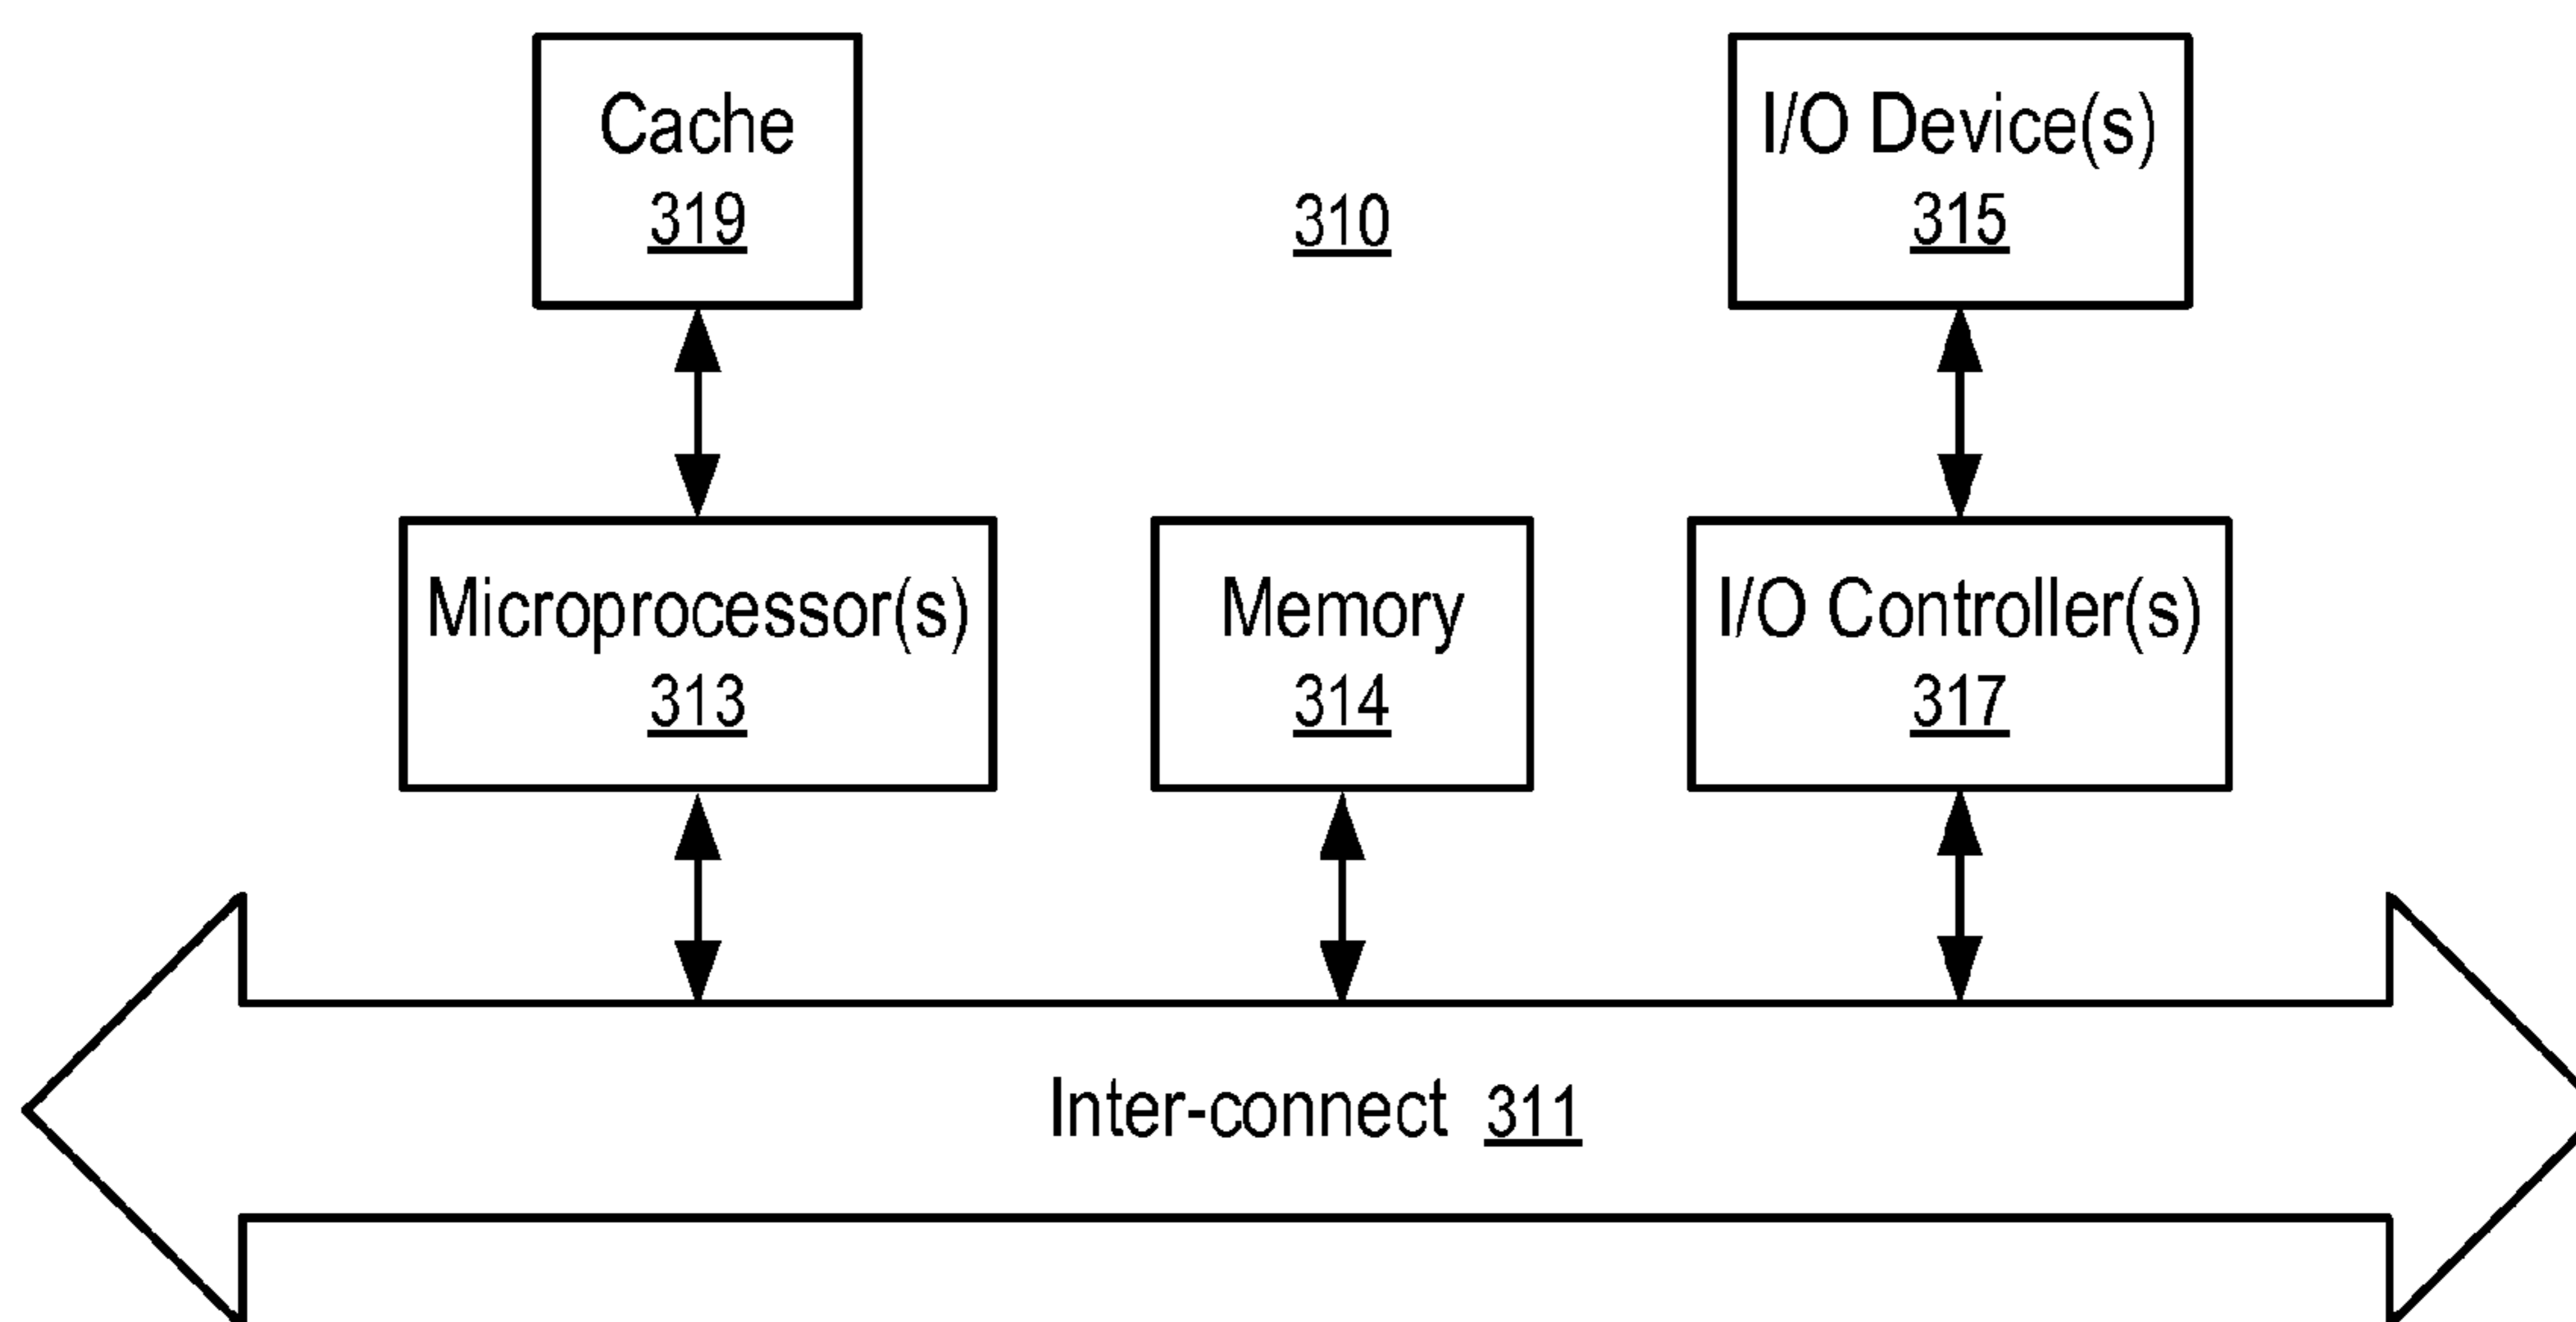 Cache
319
310
I/O Device(s)
315
Microprocessor(s)
313
Memory
314
I/O Controller(s)
317
Inter-connect 311